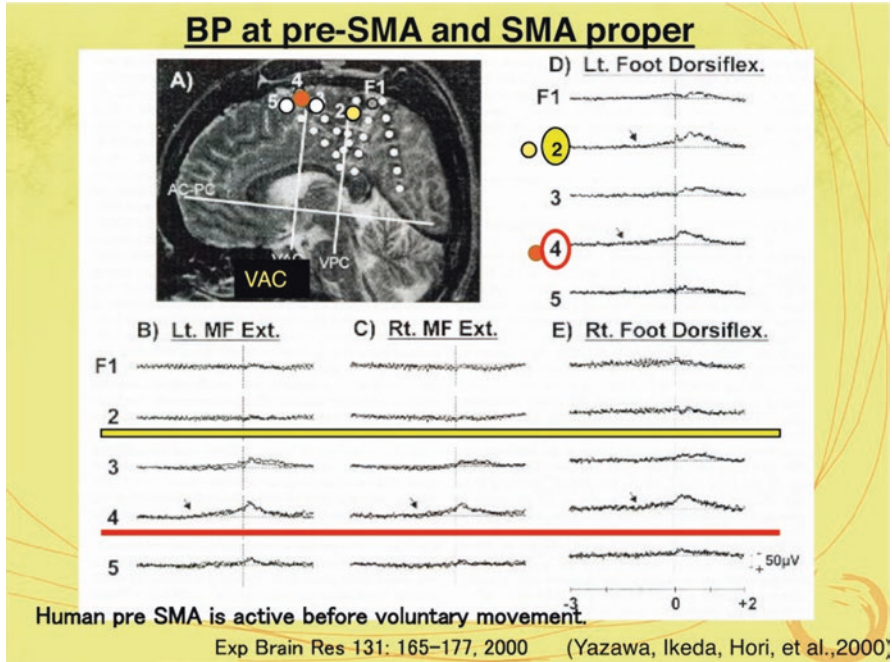 BP at pre-SMA and SMA proper
A)
4
5
2
F1
AC-PC
VAC
VPC
VAC
D) Lt. Foot Dorsiflex.
F1
2
3
4
5
B) Lt. MF Ext.
C) Rt. MF Ext.
E) Rt. Foot Dorsiflex.
F1
2
3
4
5
-
50μV
+
-3 0 +2
Human pre SMA is active before voluntary movement.
Exp Brain Res 131: 165-177, 2000 (Yazawa, Ikeda, Hori, et al.,2000)